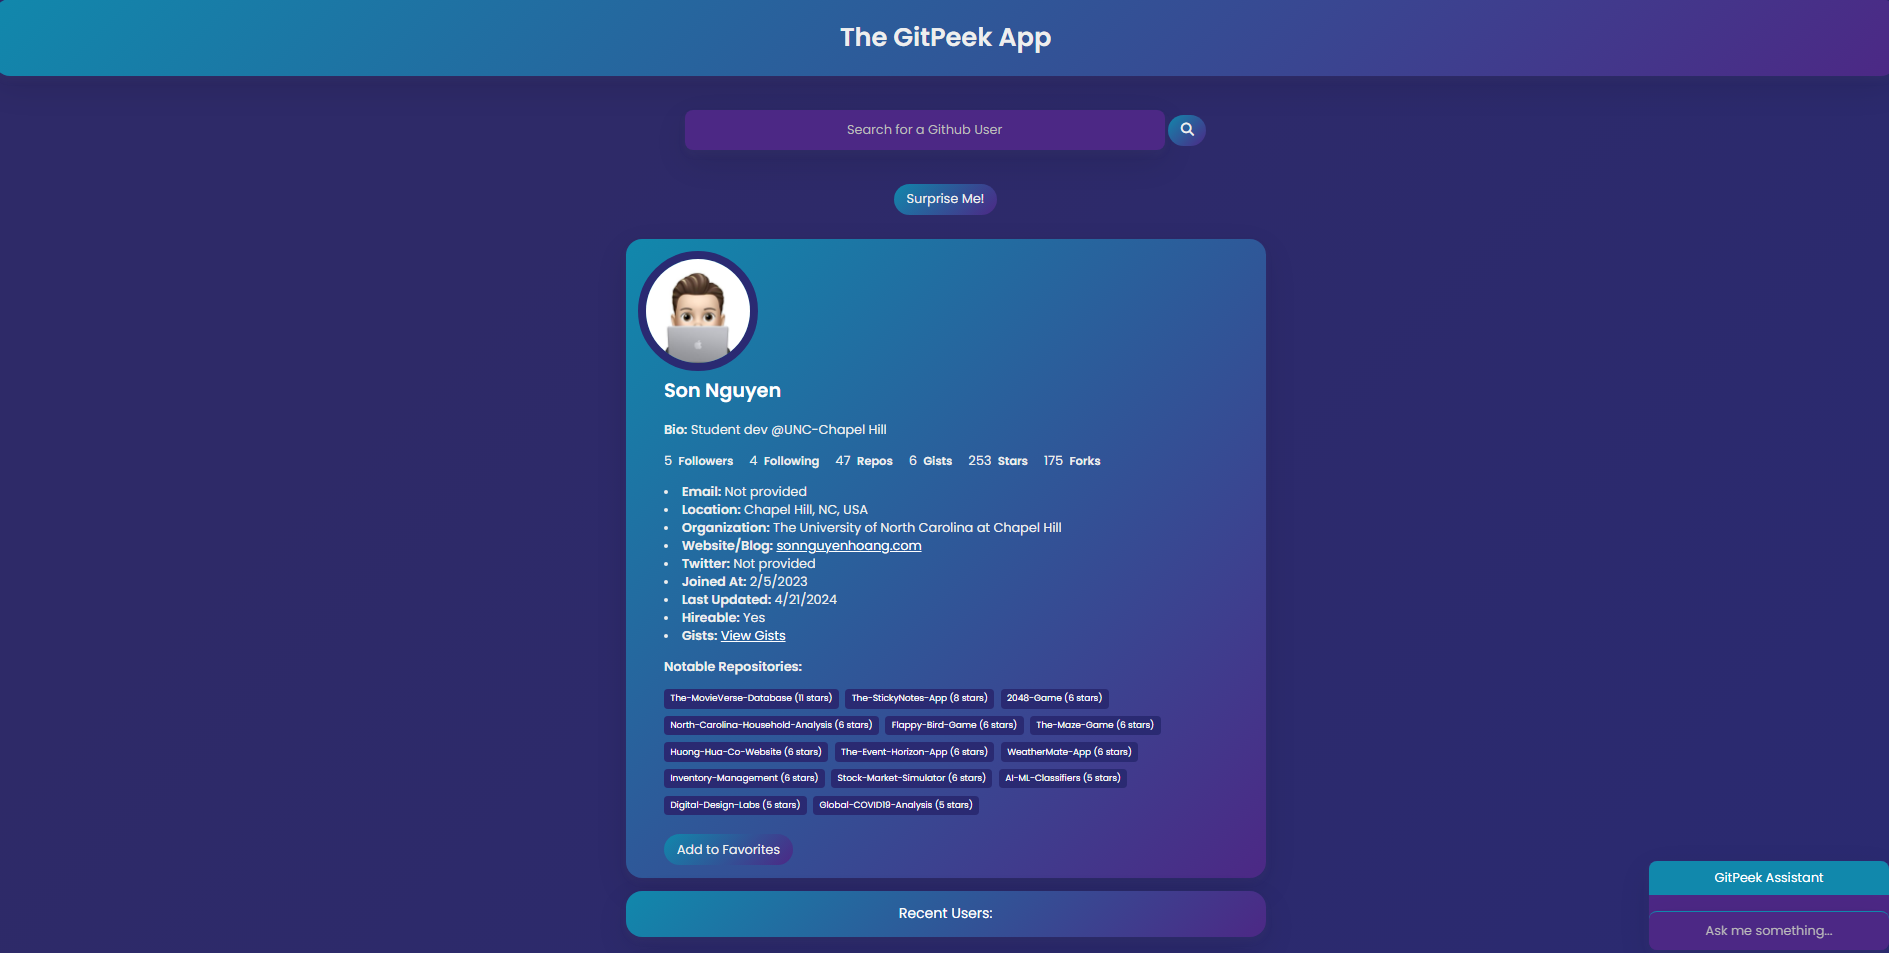 The GitPeek App
Search for a Github User
Surprise Me!
Son Nguyen
Bio: Student dev @UNC-Chapel Hill
5 Followers 4 Following 47 Repos 6 Gists 253 Stars 175 Forks
• Email: Not provided
• Location: Chapel Hill, NC, USA
• Organization: The University of North Carolina at Chapel Hill
• Website/Blog: sonnguyenhoang.com
• Twitter: Not provided
• Joined At: 2/5/2023
• Last Updated: 4/21/2024
• Hireable: Yes
• Gists: View Gists
Notable Repositories:
The-MovieVerse-Database (11 stars) The-StickyNotes-App (8 stars) 2048-Game (6 stars)
North-Carolina-Household-Analysis (6 stars) Flappy-Bird-Game (6 stars) The-Maze-Game (6 stars)
Huong-Hua-Co-Website (6 stars) The-Event-Horizon-App (6 stars) WeatherMate-App (6 stars)
Inventory-Management (6 stars) Stock-Market-Simulator (6 stars) AI-ML-Classifiers (5 stars)
Digital-Design-Labs (5 stars) Global-COVID19-Analysis (5 stars)
Add to Favorites
Recent Users:
GitPeek Assistant
Ask me something...